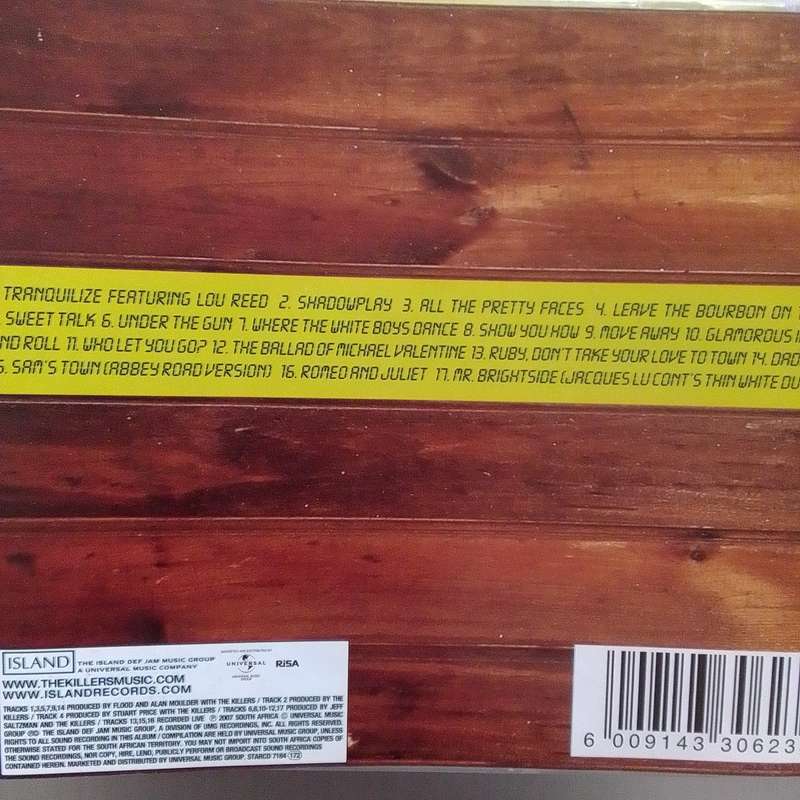 TRANQUILIZE FEATURING LOU REED 2. SHADOWPLAY 3. ALL THE PRETTY FACES 4. LEAVE THE BOURBON ON
SWEET TALK 6. UNDER THE GUN 7. WHERE THE WHITE BOYS DANCE 8. SHOW YOU HOW 9. MOVE AWAY 10. GLAMOROUS
ND ROLL 11. WHO LET YOU GO? 12. THE BALLAD OF MICHAEL VALENTINE 13. RUBY, DON'T TAKE YOUR LOVE TO TOWN 14. DAD
SAM'S TOWN (ABBEY ROAD VERSION) 16. ROMEO AND JULIET 17. MR. BRIGHTSIDE (JACQUES LU CONT'S THIN WHITE DU
ISLAND
THE ISLAND DEF JAM MUSIC GROUP
A UNIVERSAL MUSIC COMPANY
UNIVERSAL
RiSA
WWW.THEKILLERSMUSIC.COM
WWW.ISLANDRECORDS.COM
TRACKS 1,3,5,7,9,14 PRODUCED BY FLOOD AND ALAN MOULDER WITH THE KILLERS / TRACK 2 PRODUCED BY THE
KILLERS / TRACK 4 PRODUCED BY STUART PRICE WITH THE KILLERS / TRACKS 6,8,10-12,17 PRODUCED BY JEFF
SALTZMAN AND THE KILLERS / TRACKS 13,15,16 RECORDED LIVE ℗ 2007 SOUTH AFRICA © UNIVERSAL MUSIC
GROUP THE ISLAND DEF JAM MUSIC GROUP, A DIVISION OF UMG RECORDINGS, INC. ALL RIGHTS RESERVED.
RIGHTS TO ALL SOUND RECORDING IN THIS ALBUM / COMPILATION ARE HELD BY UNIVERSAL MUSIC GROUP, UNLESS
OTHERWISE STATED FOR THE SOUTH AFRICAN TERRITORY. YOU MAY NOT IMPORT INTO SOUTH AFRICA COPIES OF
THE SOUND RECORDING, NOR COPY, HIRE, LEND, PUBLICLY PERFORM OR BROADCAST SOUND RECORDINGS
CONTAINED HEREIN. MARKETED AND DISTRIBUTED BY UNIVERSAL MUSIC GROUP. STARCD 7184 172
6 009143 30623